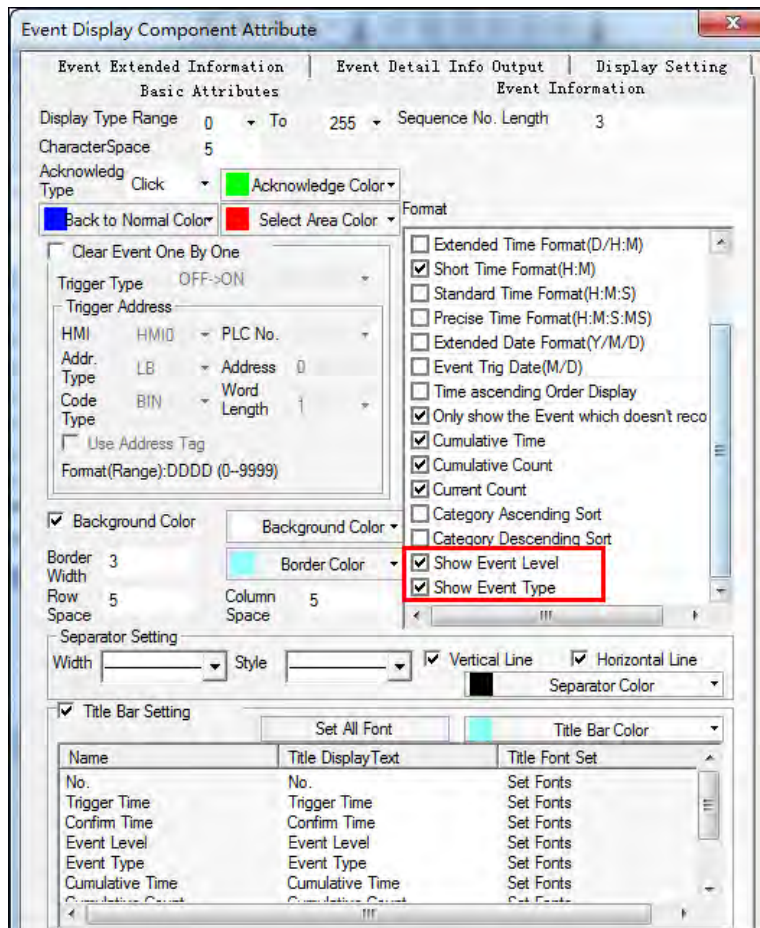 Event Display Component Attribute
Event Extended Information | Event Detail Info Output | Display Setting
Basic Attributes Event Information
Display Type Range 0 To 255 Sequence No. Length 3
CharacterSpace 5
Acknowledg
Type Click Acknowledge Color
Back to Normal Color Select Area Color
Format
Clear Event One By One
Trigger Type OFF->ON
Trigger Address
HMI HMI0 PLC No.
Addr.
Type LB Address 0
Code
Type BIN Word
Length 1
Use Address Tag
Format(Range):DDDD (0--9999)
Extended Time Format(D/H:M)
Short Time Format(H:M)
Standard Time Format(H:M:S)
Precise Time Format(H:M:S:MS)
Extended Date Format(Y/M/D)
Event Trig Date(M/D)
Time ascending Order Display
Only show the Event which doesn't reco
Cumulative Time
Cumulative Count
Current Count
Category Ascending Sort
Category Descending Sort
Show Event Level
Show Event Type
Background Color Background Color
Border
Width 3 Border Color
Row
Space 5 Column
Space 5
Separator Setting
Width Style Vertical Line Horizontal Line
Separator Color
Title Bar Setting
Set All Font Title Bar Color
Name Title DisplayText Title Font Set
No. No. Set Fonts
Trigger Time Trigger Time Set Fonts
Confirm Time Confirm Time Set Fonts
Event Level Event Level Set Fonts
Event Type Event Type Set Fonts
Cumulative Time Cumulative Time Set Fonts
Cumulative Count Cumulative Count Set Fonts